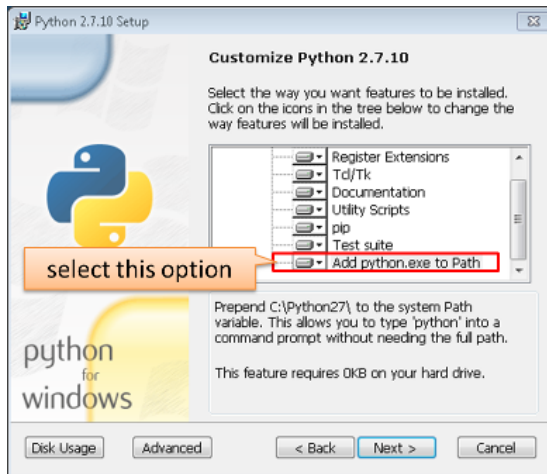 Python 2.7.10 Setup
Customize Python 2.7.10
Select the way you want features to be installed.
Click on the icons in the tree below to change the
way features will be installed.
Register Extensions
Tcl/Tk
Documentation
Utility Scripts
pip
Test suite
Add python.exe to Path
select this option
Prepend C:\Python27\ to the system Path
variable. This allows you to type 'python' into a
command prompt without needing the full path.
This feature requires 0KB on your hard drive.
python
for
windows
Disk Usage
Advanced
< Back
Next >
Cancel